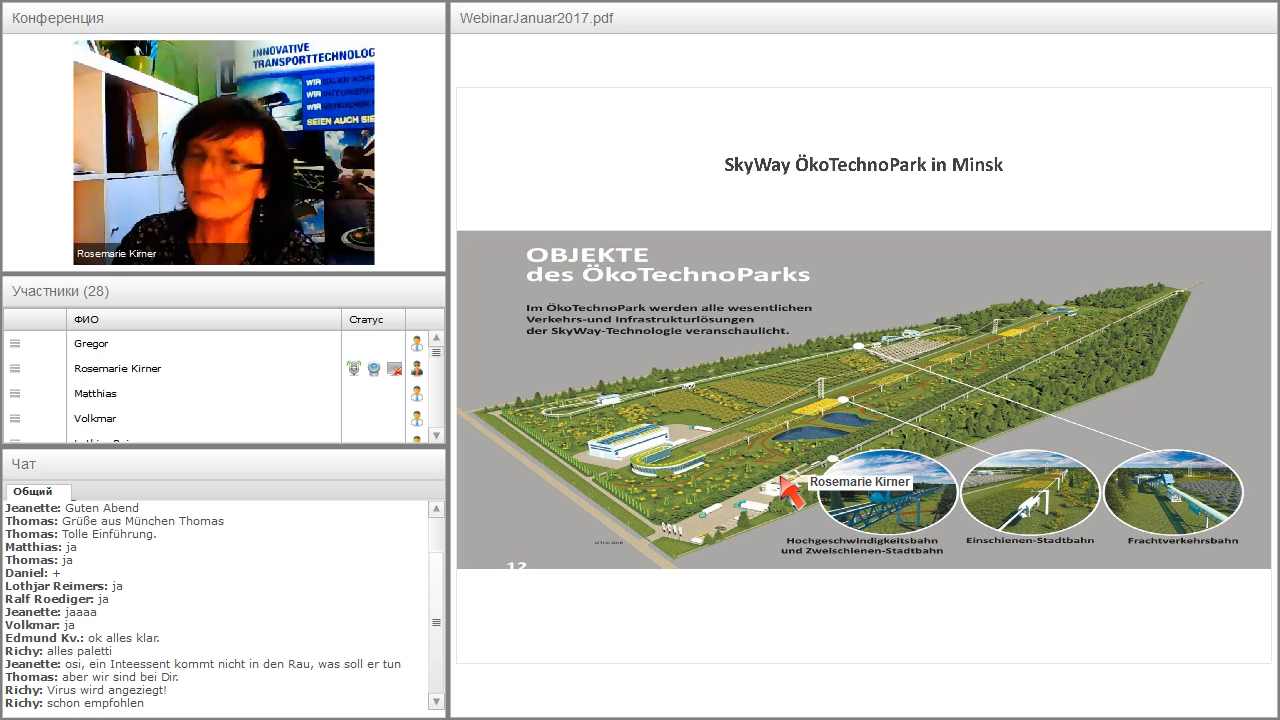 Конференция
INNOVATIVE
WIR
WIR
WIR
SEIEN AUCH SIE
Rosemarie Kirner
Участники (28)
ФИО Статус
Gregor
Rosemarie Kirner
Matthias
Volkmar
Чат
Общий
Jeanette: Guten Abend
Thomas: Grüße aus München Thomas
Thomas: Tolle Einführung.
Matthias: ja
Thomas: ja
Daniel: +
Lothjar Reimers: ja
Ralf Roediger: ja
Jeanette: jaaaa
Volkmar: ja
Edmund Kv.: ok alles klar.
Richy: alles paletti
Jeanette: osi, ein Inteessent kommt nicht in den Rau, was soll er tun
Thomas: aber wir sind bei Dir.
Richy: Virus wird angeziegt!
Richy: schon empfohlen
WebinarJanuar2017.pdf
SkyWay ÖkoTechnoPark in Minsk
OBJEKTE
des ÖkoTechnoParks
Im ÖkoTechnoPark werden alle wesentlichen
Verkehrs-und Infrastrukturlösungen
der SkyWay-Technologie veranschaulicht.
Rosemarie Kirner
Hochgeschwindigkeitsbahn
und Zweischienen-Stadtbahn
Einschienen-Stadtbahn
Frachtverkehrsbahn
12